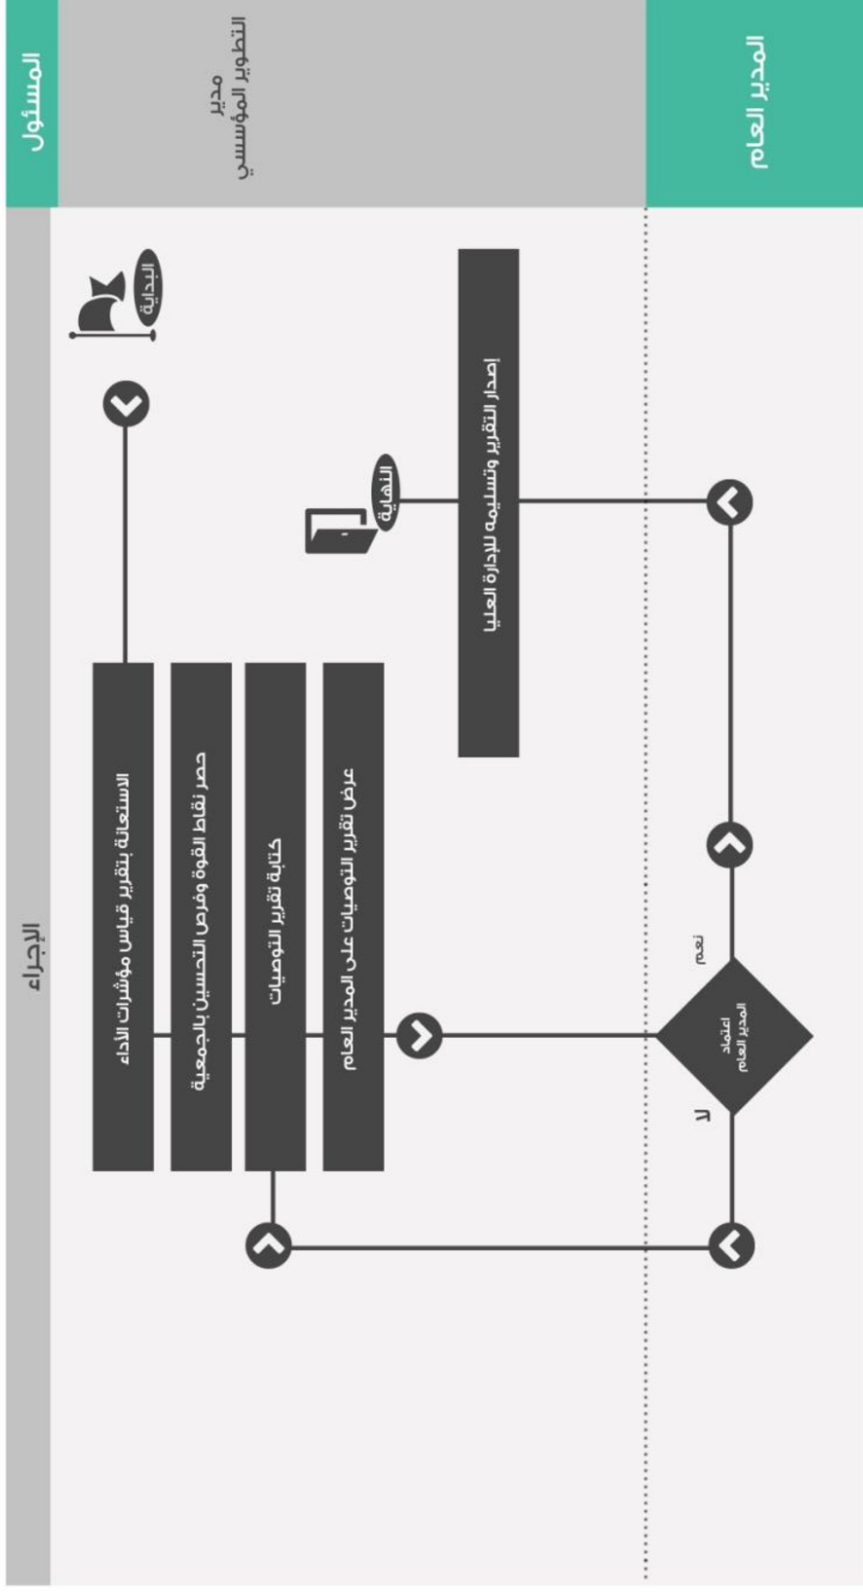 المسئول
الإجراء
مدير
التطوير المؤسسي
البداية
الاستعانة بتقرير قياس مؤشرات الأداء
حصر نقاط القوة وفرص التحسين بالجمعية
كتابة تقرير التوصيات
عرض تقرير التوصيات على المدير العام
إصدار التقرير وتسليمه للإدارة العليا
النهاية
المدير العام
اعتماد
المدير العام
نعم
لا